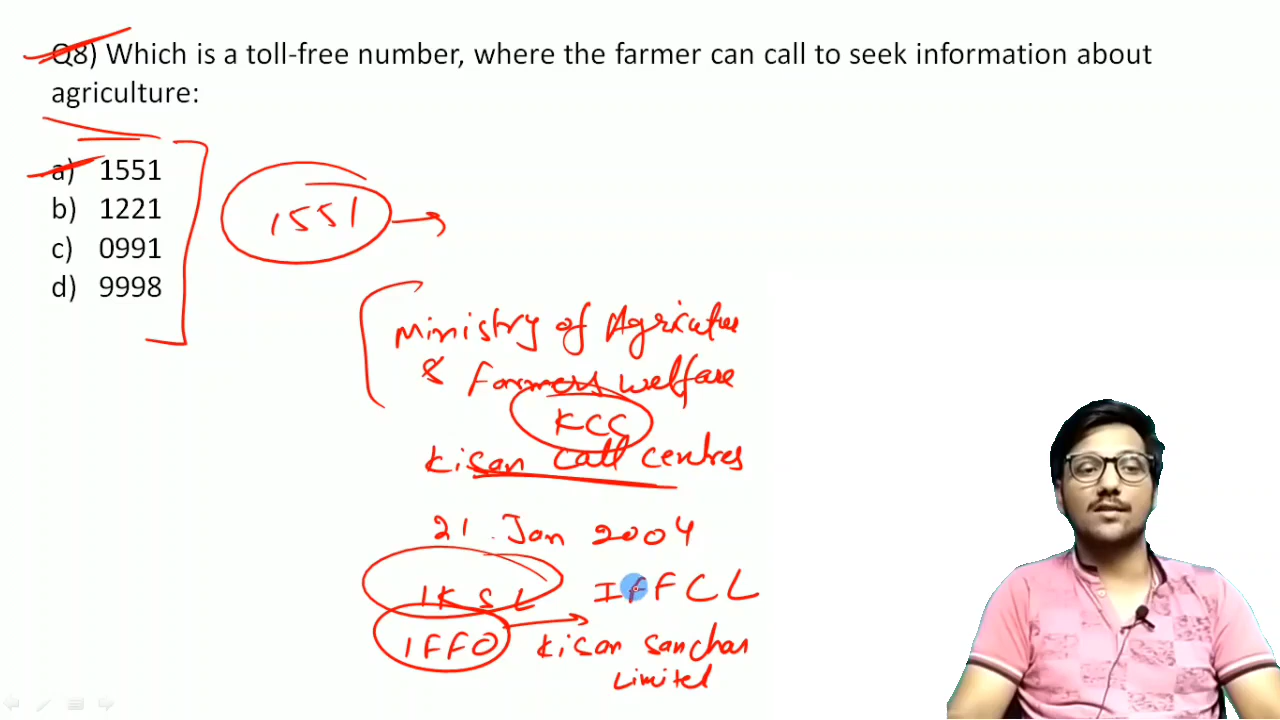 Q8) Which is a toll-free number, where the farmer can call to seek information about
agriculture:
a) 1551
b) 1221
c) 0991
d) 9998
1551
Ministry of Agriculture
& Farmers welfare
KCC
Kisan Call Centres
21 Jan 2004
IKSL IFFCL
IFFO Kisan Sanchar
Limited